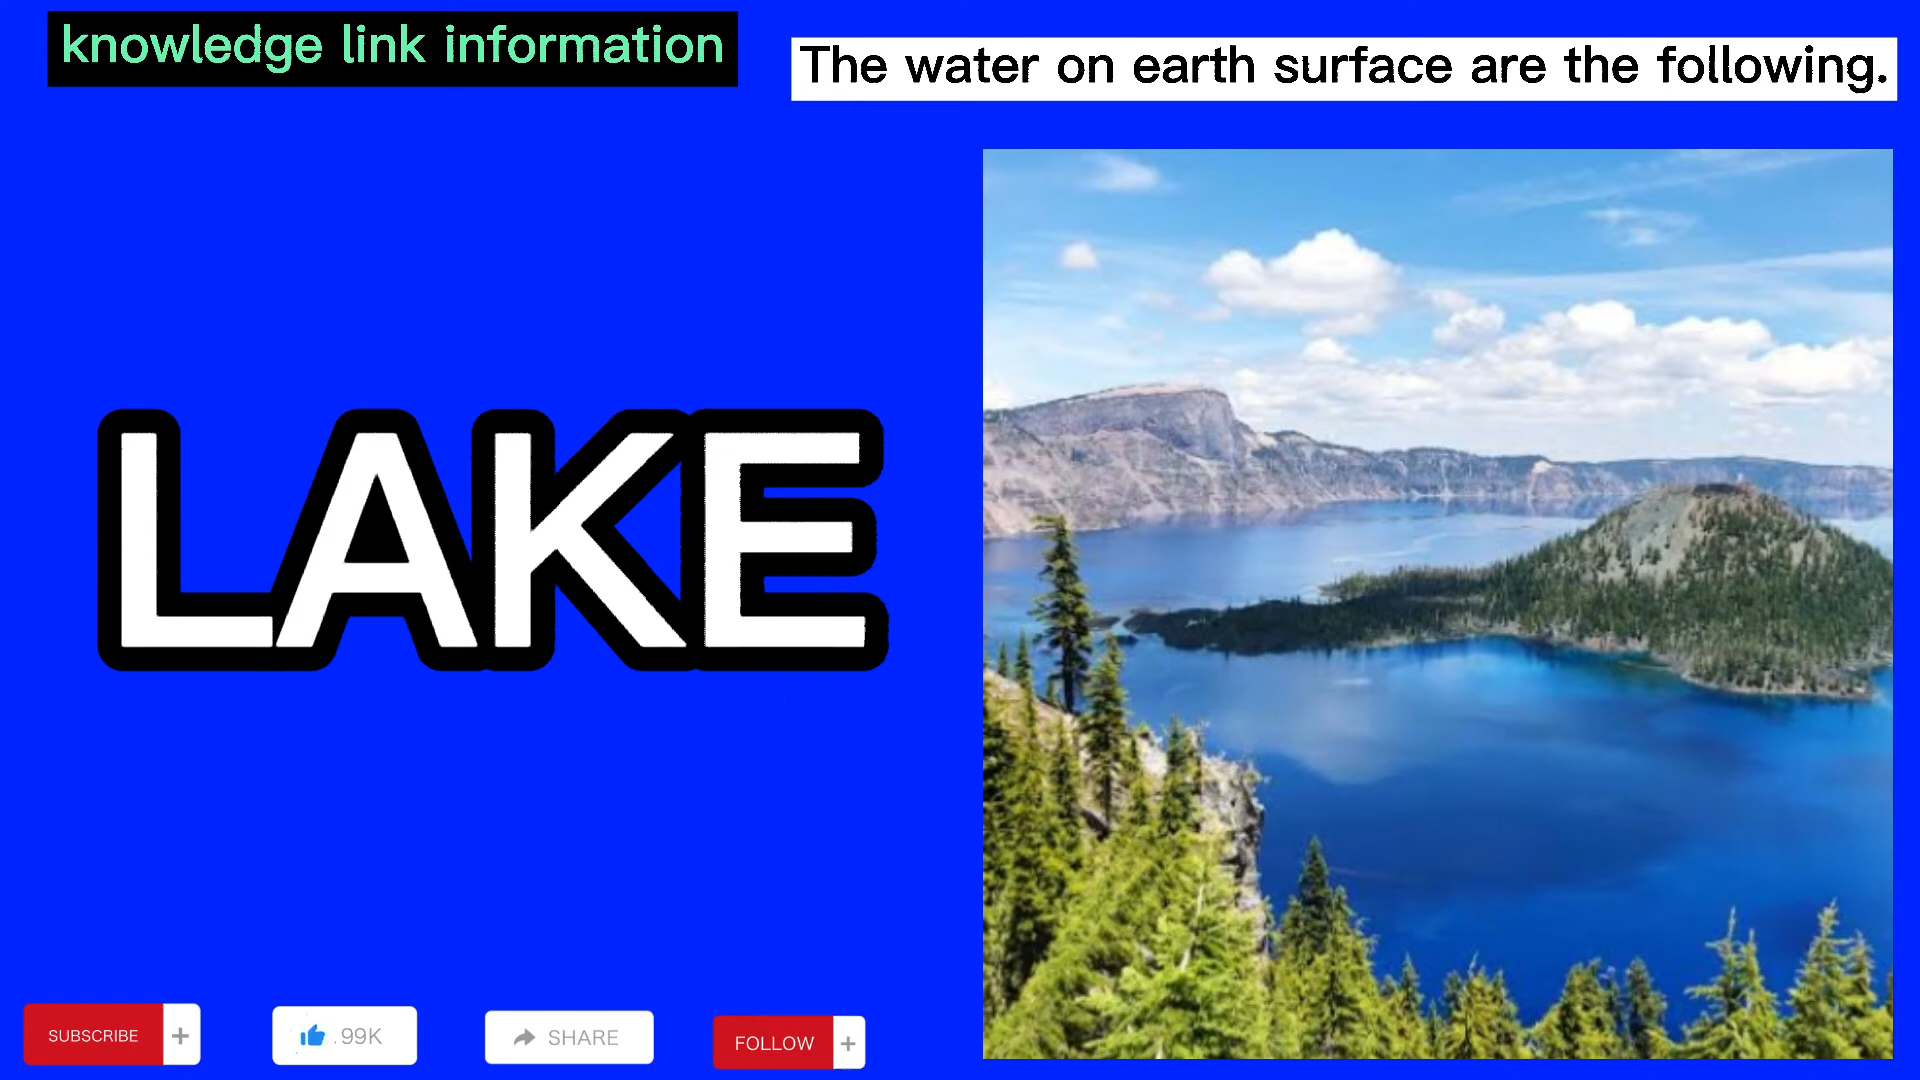 knowledge link information
The water on earth surface are the following.
LAKE
SUBSCRIBE +
99K
SHARE
FOLLOW +